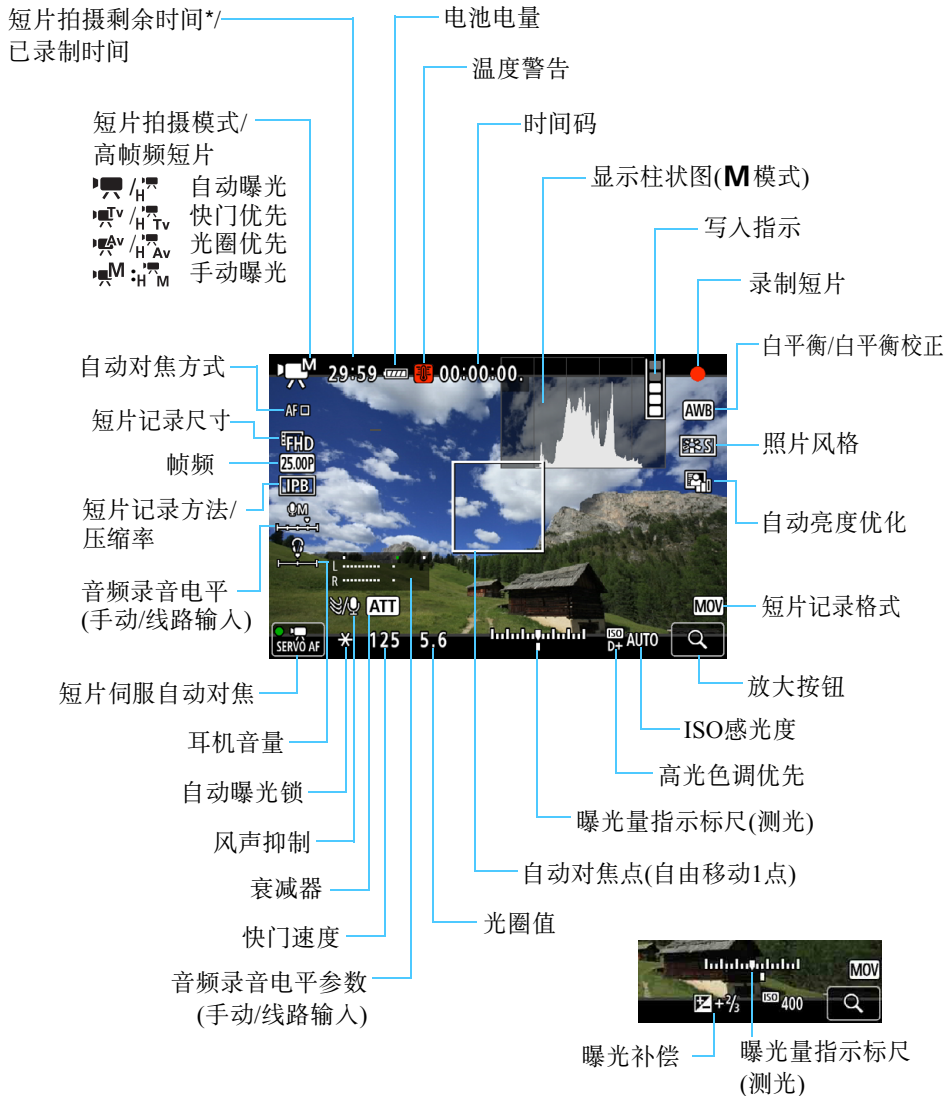 短片拍摄剩余时间*/
已录制时间
电池电量
温度警告
时间码
短片拍摄模式/
高帧频短片
/H 自动曝光
Tv /H Tv 快门优先
Av /H Av 光圈优先
M :H M 手动曝光
显示柱状图(M模式)
写入指示
录制短片
白平衡/白平衡校正
照片风格
自动亮度优化
短片记录格式
放大按钮
ISO感光度
高光色调优先
曝光量指示标尺(测光)
自动对焦点(自由移动1点)
光圈值
自动对焦方式
短片记录尺寸
帧频
短片记录方法/
压缩率
音频录音电平
(手动/线路输入)
短片伺服自动对焦
耳机音量
自动曝光锁
风声抑制
衰减器
快门速度
音频录音电平参数
(手动/线路输入)
M 29:59 00:00:00.
AF
AWB
FHD
S
25.00P
IPB
M
L
R
ATT
MOV
SERVO AF
125 5.6 ISO D+ AUTO
MOV
+2/3 ISO 400
曝光补偿
曝光量指示标尺
(测光)